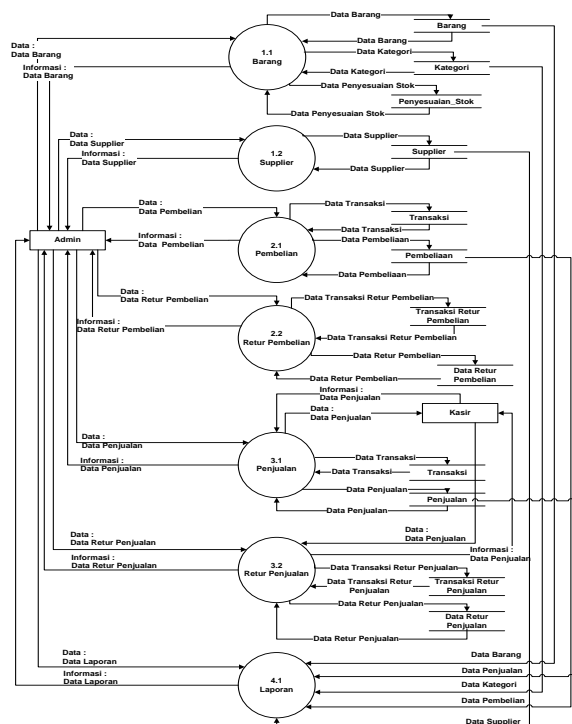 Data Barang
Barang
Data :
Data Barang
Data Barang
1.1
Barang
Data Kategori
Informasi :
Data Barang
Data Kategori
Kategori
Data Penyesuaian Stok
Penyesuaian_Stok
Data Penyesuaian Stok
Data :
Data Supplier
Data Supplier
Informasi :
Data Supplier
1.2
Supplier
Supplier
Data Supplier
Data:
Data Pembelian
Data Transaksi
Transaksi
Data Transaksi
Admin
Informasi :
Data Pembelian
2.1
Pembelian
Data Pembeliaan
Pembeliaan
Data Pembeliaan
Data:
Data Retur Pembelian
Data Transaksi Retur Pembelian
Transaksi Retur
Pembelian
Informasi :
Data Retur Pembelian
2.2
Retur Pembelian
Data Transaksi Retur Pembelian
Data Retur Pembelian
Data Retur
Pembelian
Data Retur Pembelian
Informasi :
Data Penjualan
Data :
Data Penjualan
Kasir
Data :
Data Penjualan
Data Transaksi
Informasi :
Data Penjualan
3.1
Penjualan
Data Transaksi
Transaksi
Data Penjualan
Penjualan
Data Penjualan
Data :
Data Penjualan
Data :
Data Retur Penjualan
Informasi :
Data Penjualan
Informasi :
Data Retur Penjualan
3.2
Retur Penjualan
Data Transaksi Retur Penjualan
Data Transaksi Retur
Penjualan
Transaksi Retur
Penjualan
Data Retur Penjualan
Data Retur
Penjualan
Data Retur Penjualan
Data :
Data Laporan
Data Barang
Informasi :
Data Laporan
4.1
Laporan
Data Penjualan
Data Kategori
Data Pembelian
Data Supplier